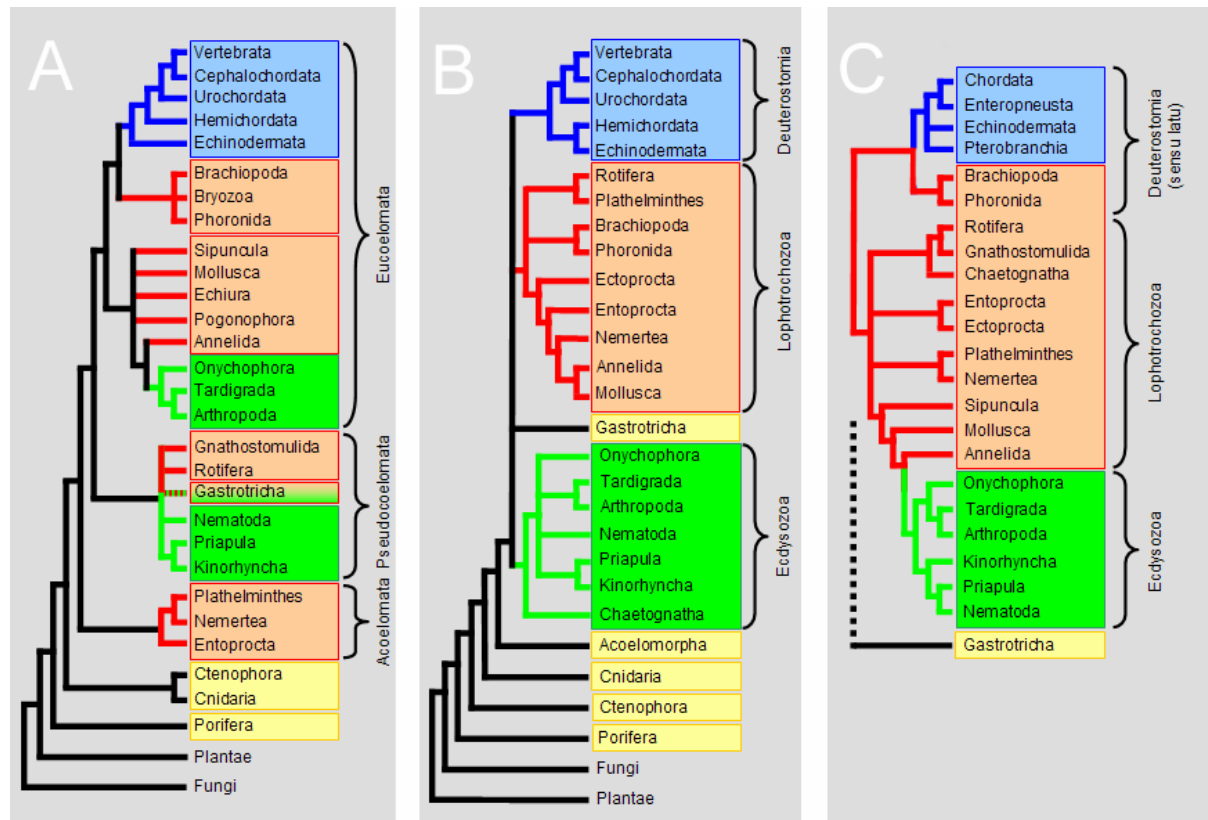 A
Vertebrata
Cephalochordata
Urochordata
Hemichordata
Echinodermata
Brachiopoda
Bryozoa
Phoronida
Sipuncula
Mollusca
Echiura
Pogonophora
Annelida
Onychophora
Tardigrada
Arthropoda
Eucoelomata
Gnathostomulida
Rotifera
Gastrotricha
Nematoda
Priapula
Kinorhyncha
Pseudocoelomata
Plathelminthes
Nemertea
Entoprocta
Acoelomata
Ctenophora
Cnidaria
Porifera
Plantae
Fungi
B
Vertebrata
Cephalochordata
Urochordata
Hemichordata
Echinodermata
Deuterostomia
Rotifera
Plathelminthes
Brachiopoda
Phoronida
Ectoprocta
Entoprocta
Nemertea
Annelida
Mollusca
Lophotrochozoa
Gastrotricha
Onychophora
Tardigrada
Arthropoda
Nematoda
Priapula
Kinorhyncha
Chaetognatha
Ecdysozoa
Acoelomorpha
Cnidaria
Ctenophora
Porifera
Fungi
Plantae
C
Chordata
Enteropneusta
Echinodermata
Pterobranchia
Brachiopoda
Phoronida
Deuterostomia
(sensu latu)
Rotifera
Gnathostomulida
Chaetognatha
Entoprocta
Ectoprocta
Plathelminthes
Nemertea
Sipuncula
Mollusca
Annelida
Lophotrochozoa
Onychophora
Tardigrada
Arthropoda
Kinorhyncha
Priapula
Nematoda
Ecdysozoa
Gastrotricha